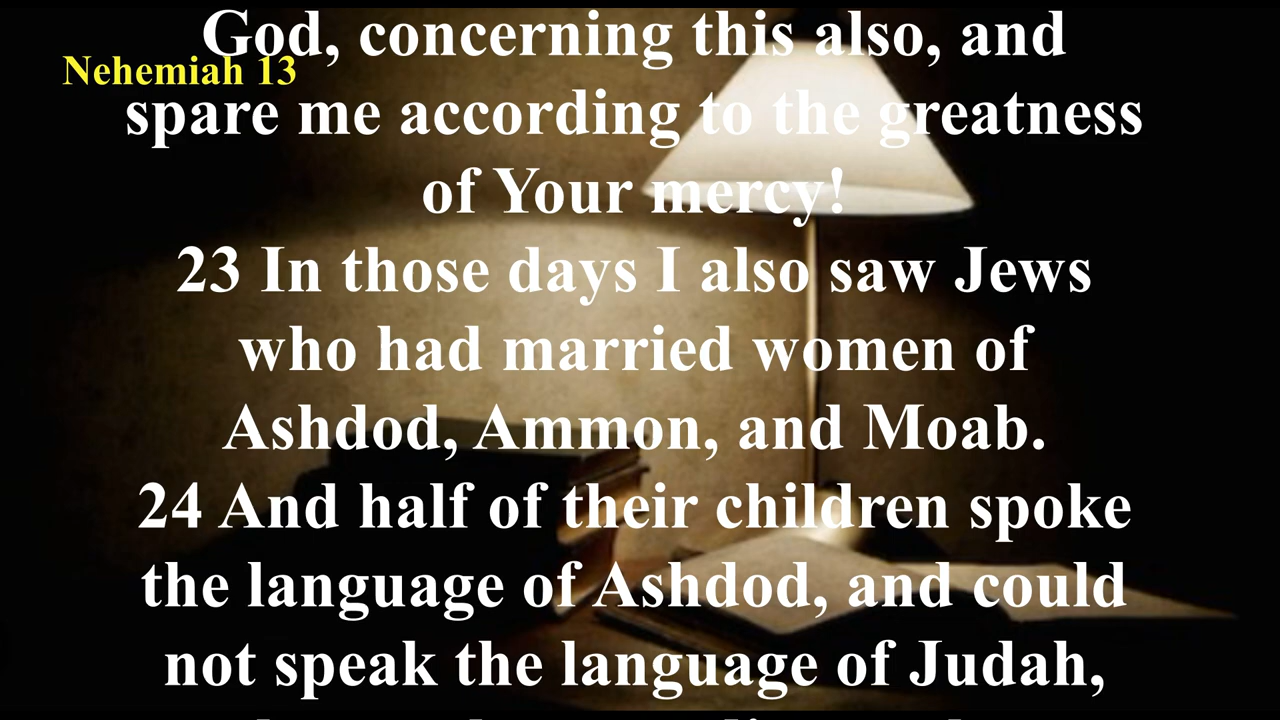 God, concerning this also, and
Nehemiah 13
spare me according to the greatness
of Your mercy!
23 In those days I also saw Jews
who had married women of
Ashdod, Ammon, and Moab.
24 And half of their children spoke
the language of Ashdod, and could
not speak the language of Judah,